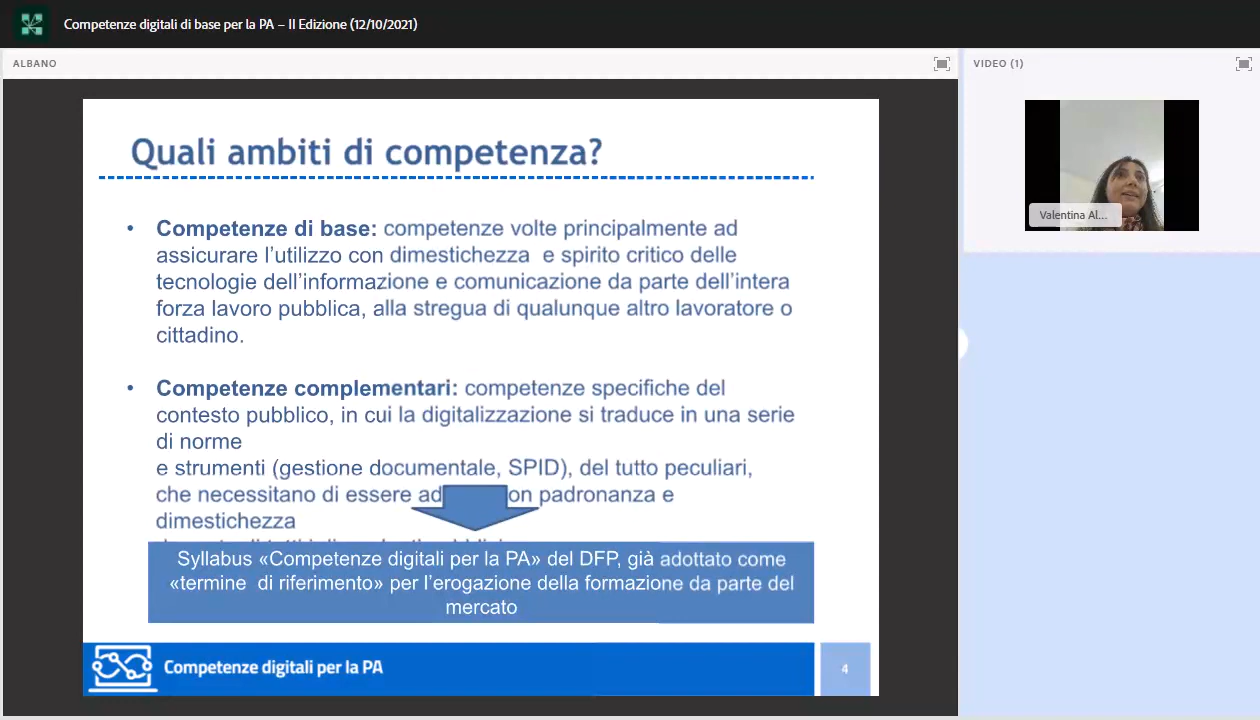 Competenze digitali di base per la PA – II Edizione (12/10/2021)
ALBANO
VIDEO (1)
Valentina Al...
Quali ambiti di competenza?
• Competenze di base: competenze volte principalmente ad
assicurare l'utilizzo con dimestichezza e spirito critico delle
tecnologie dell'informazione e comunicazione da parte dell'intera
forza lavoro pubblica, alla stregua di qualunque altro lavoratore o
cittadino.
• Competenze complementari: competenze specifiche del
contesto pubblico, in cui la digitalizzazione si traduce in una serie
di norme
e strumenti (gestione documentale, SPID), del tutto peculiari,
che necessitano di essere ad on padronanza e
dimestichezza
Syllabus «Competenze digitali per la PA» del DFP, già adottato come
«termine di riferimento» per l'erogazione della formazione da parte del
mercato
Competenze digitali per la PA
4